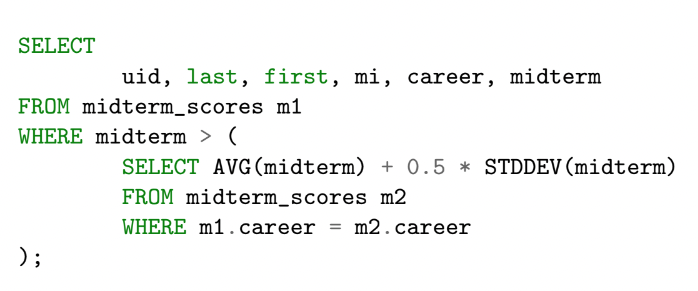 SELECT
        uid, last, first, mi, career, midterm
FROM midterm_scores m1
WHERE midterm > (
        SELECT AVG(midterm) + 0.5 * STDDEV(midterm)
        FROM midterm_scores m2
        WHERE m1.career = m2.career
);